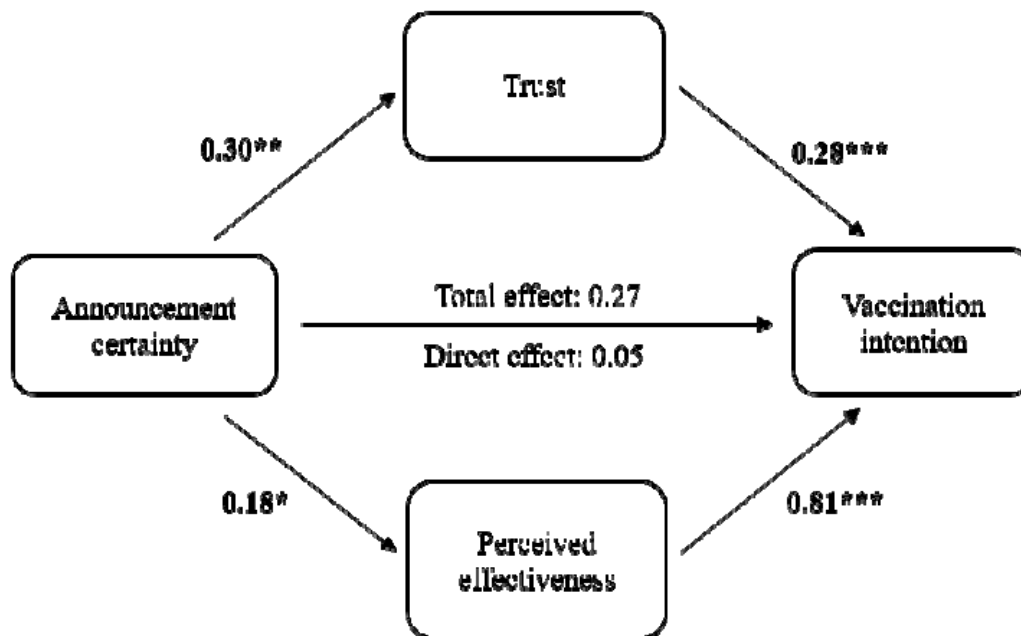 Trust
0.30**
0.28***
Announcement
certainty
Total effect: 0.27
Direct effect: 0.05
Vaccination
intention
0.18*
0.81***
Perceived
effectiveness